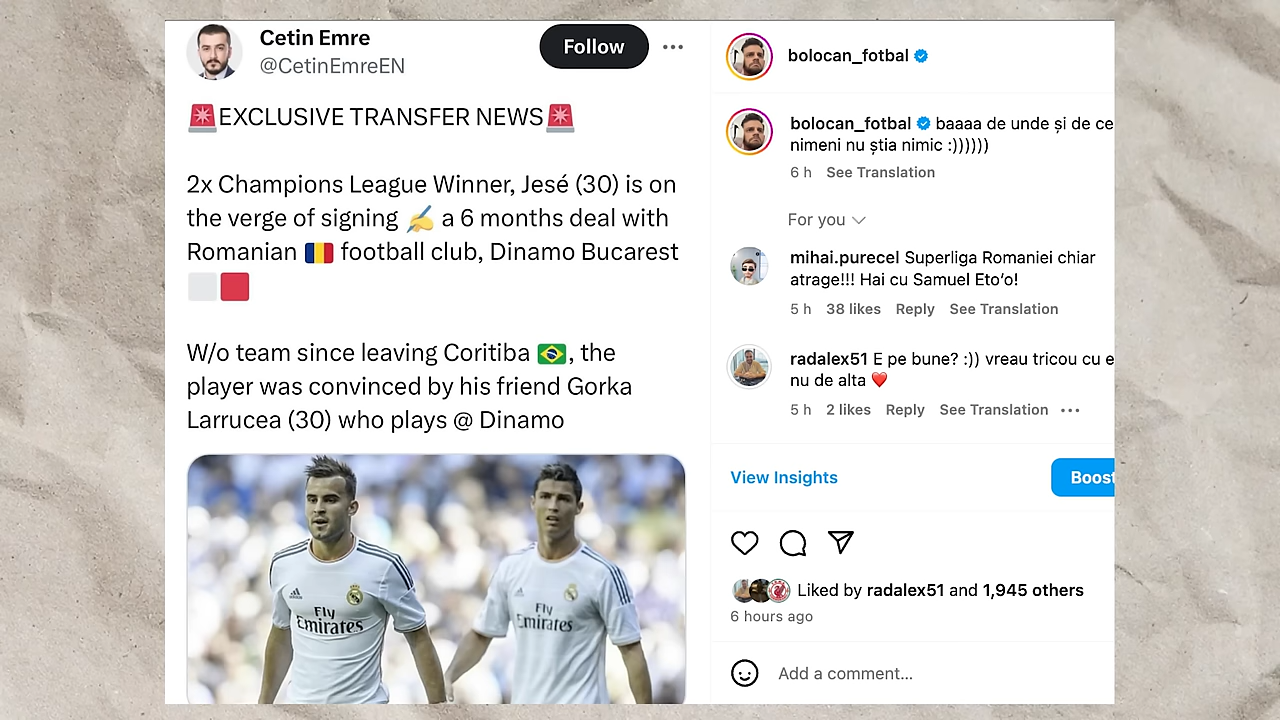 Cetin Emre
@CetinEmreEN
Follow
🚨EXCLUSIVE TRANSFER NEWS🚨
2x Champions League Winner, Jesé (30) is on
the verge of signing ✍️ a 6 months deal with
Romanian 🇷🇴 football club, Dinamo Bucarest
⬜🟥
W/o team since leaving Coritiba 🇧🇷, the
player was convinced by his friend Gorka
Larrucea (30) who plays @ Dinamo
Fly
Emirates
Fly
Emirates
bolocan_fotbal
bolocan_fotbal baaaa de unde și de ce
nimeni nu știa nimic :))))))
6 h See Translation
For you
mihai.purecel Superliga Romaniei chiar
atrage!!! Hai cu Samuel Eto’o!
5 h 38 likes Reply See Translation
radalex51 E pe bune? :)) vreau tricou cu e
nu de alta ❤️
5 h 2 likes Reply See Translation
View Insights
Boost
Liked by radalex51 and 1,945 others
6 hours ago
Add a comment...